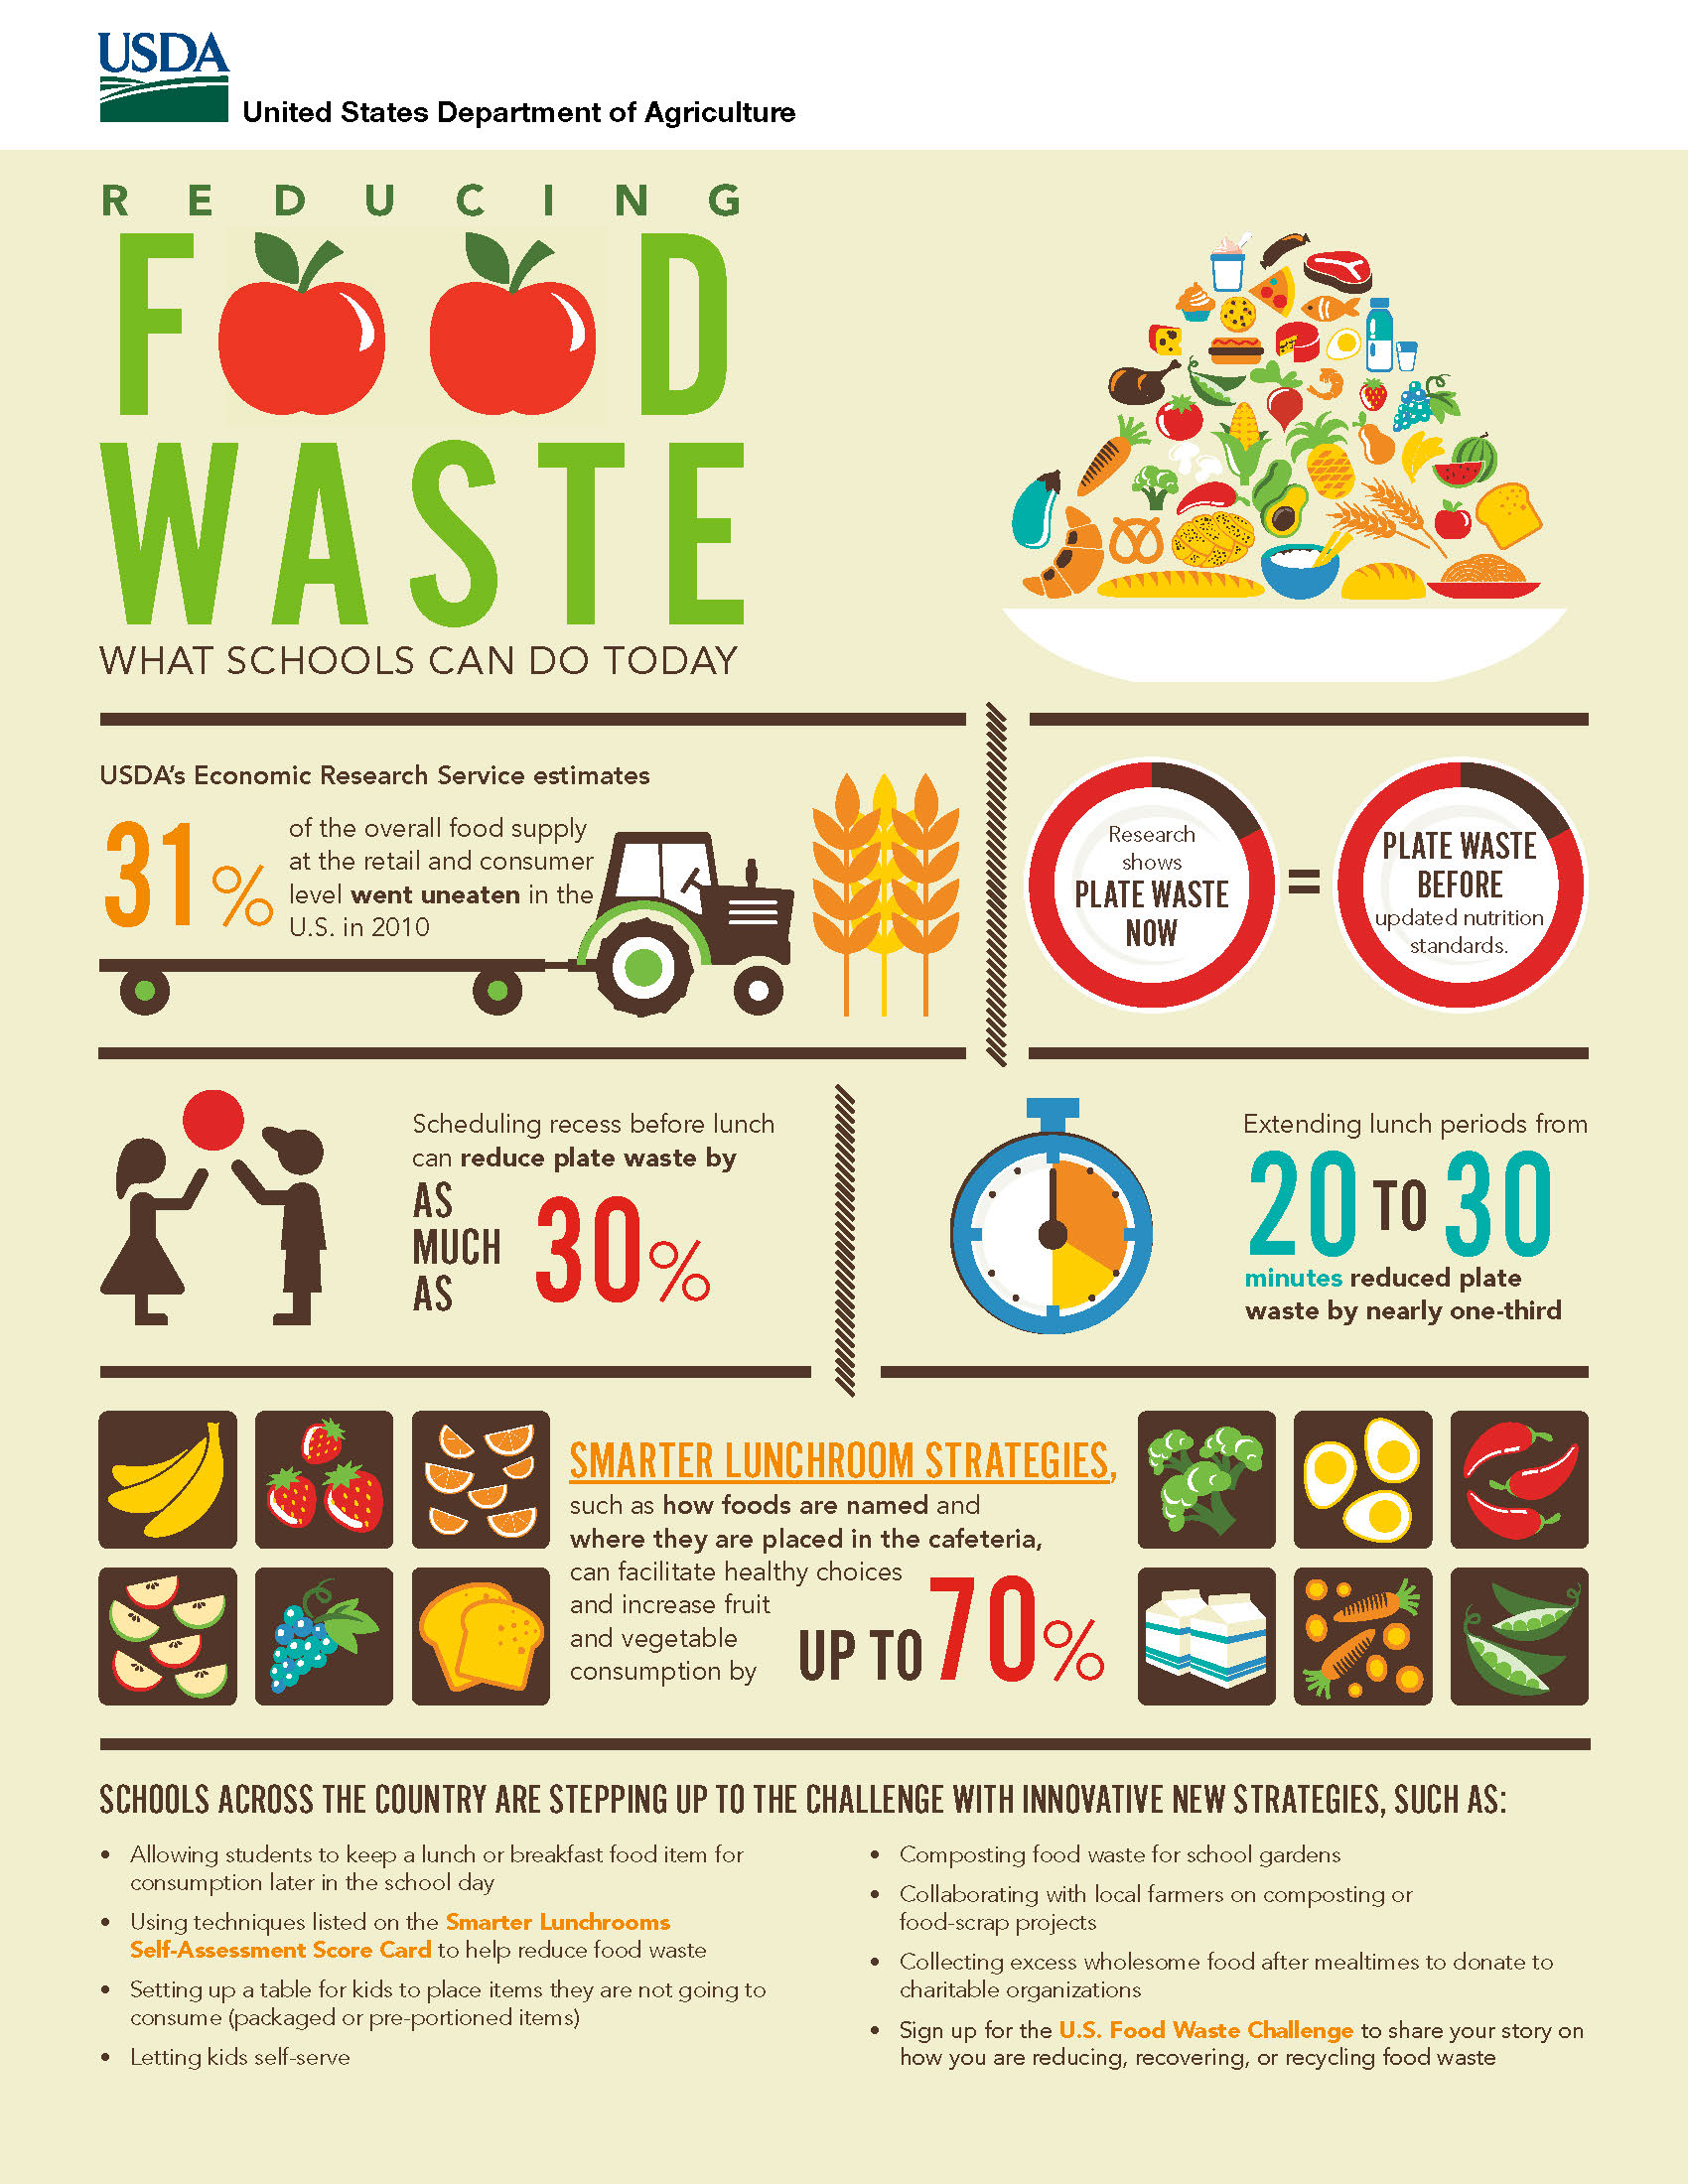 USDA
United States Department of Agriculture
REDUCING
FOOD
WASTE
WHAT SCHOOLS CAN DO TODAY
USDA's Economic Research Service estimates
31%
of the overall food supply
at the retail and consumer
level went uneaten in the
U.S. in 2010
Research
shows
PLATE WASTE
NOW
=
PLATE WASTE
BEFORE
updated nutrition
standards.
Scheduling recess before lunch
can reduce plate waste by
AS
MUCH
AS
30%
Extending lunch periods from
20 TO 30
minutes reduced plate
waste by nearly one-third
SMARTER LUNCHROOM STRATEGIES,
such as how foods are named and
where they are placed in the cafeteria,
can facilitate healthy choices
and increase fruit
and vegetable
consumption by
UP TO 70%
SCHOOLS ACROSS THE COUNTRY ARE STEPPING UP TO THE CHALLENGE WITH INNOVATIVE NEW STRATEGIES, SUCH AS:
• Allowing students to keep a lunch or breakfast food item for
consumption later in the school day
• Using techniques listed on the Smarter Lunchrooms
Self-Assessment Score Card to help reduce food waste
• Setting up a table for kids to place items they are not going to
consume (packaged or pre-portioned items)
• Letting kids self-serve
• Composting food waste for school gardens
• Collaborating with local farmers on composting or
food-scrap projects
• Collecting excess wholesome food after mealtimes to donate to
charitable organizations
• Sign up for the U.S. Food Waste Challenge to share your story on
how you are reducing, recovering, or recycling food waste